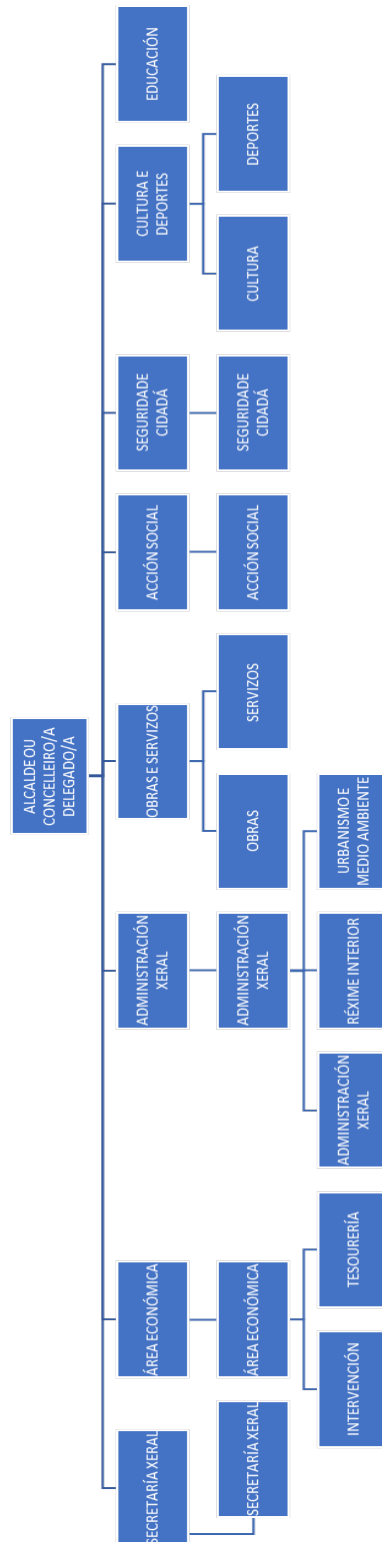 ALCALDE OU
CONCELLEIRO/A
DELEGADO/A
SECRETARÍA XERAL
ÁREA ECONÓMICA
ADMINISTRACIÓN
XERAL
OBRAS E SERVIZOS
ACCIÓN SOCIAL
SEGURIDADE
CIDADÁ
CULTURA E
DEPORTES
EDUCACIÓN
SECRETARÍA XERAL
ÁREA ECONÓMICA
ADMINISTRACIÓN
XERAL
OBRAS
SERVIZOS
ACCIÓN SOCIAL
SEGURIDADE
CIDADÁ
CULTURA
DEPORTES
INTERVENCIÓN
TESOURERÍA
ADMINISTRACIÓN
XERAL
RÉXIME INTERIOR
URBANISMO E
MEDIO AMBIENTE